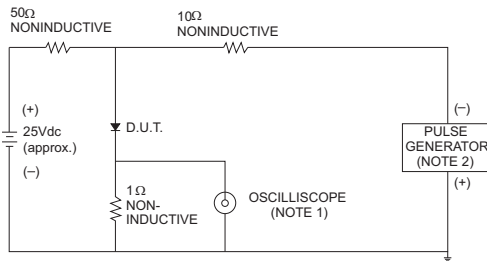 50Ω
NONINDUCTIVE
10Ω
NONINDUCTIVE
(+)
25Vdc
(approx.)
(−)
D.U.T.
1Ω
NON-
INDUCTIVE
OSCILLISCOPE
(NOTE 1)
(−)
PULSE
GENERATOR
(NOTE 2)
(+)